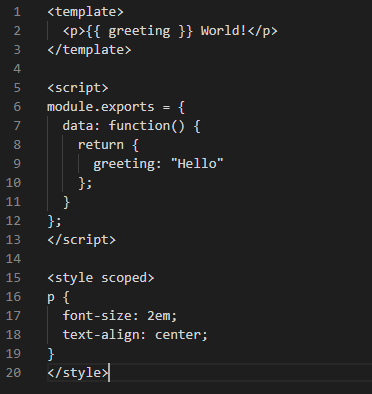 1 <template>
2   <p>{{ greeting }} World!</p>
3 </template>
4
5 <script>
6 module.exports = {
7   data: function() {
8     return {
9       greeting: "Hello"
10     };
11   }
12 };
13 </script>
14
15 <style scoped>
16 p {
17   font-size: 2em;
18   text-align: center;
19 }
20 </style>